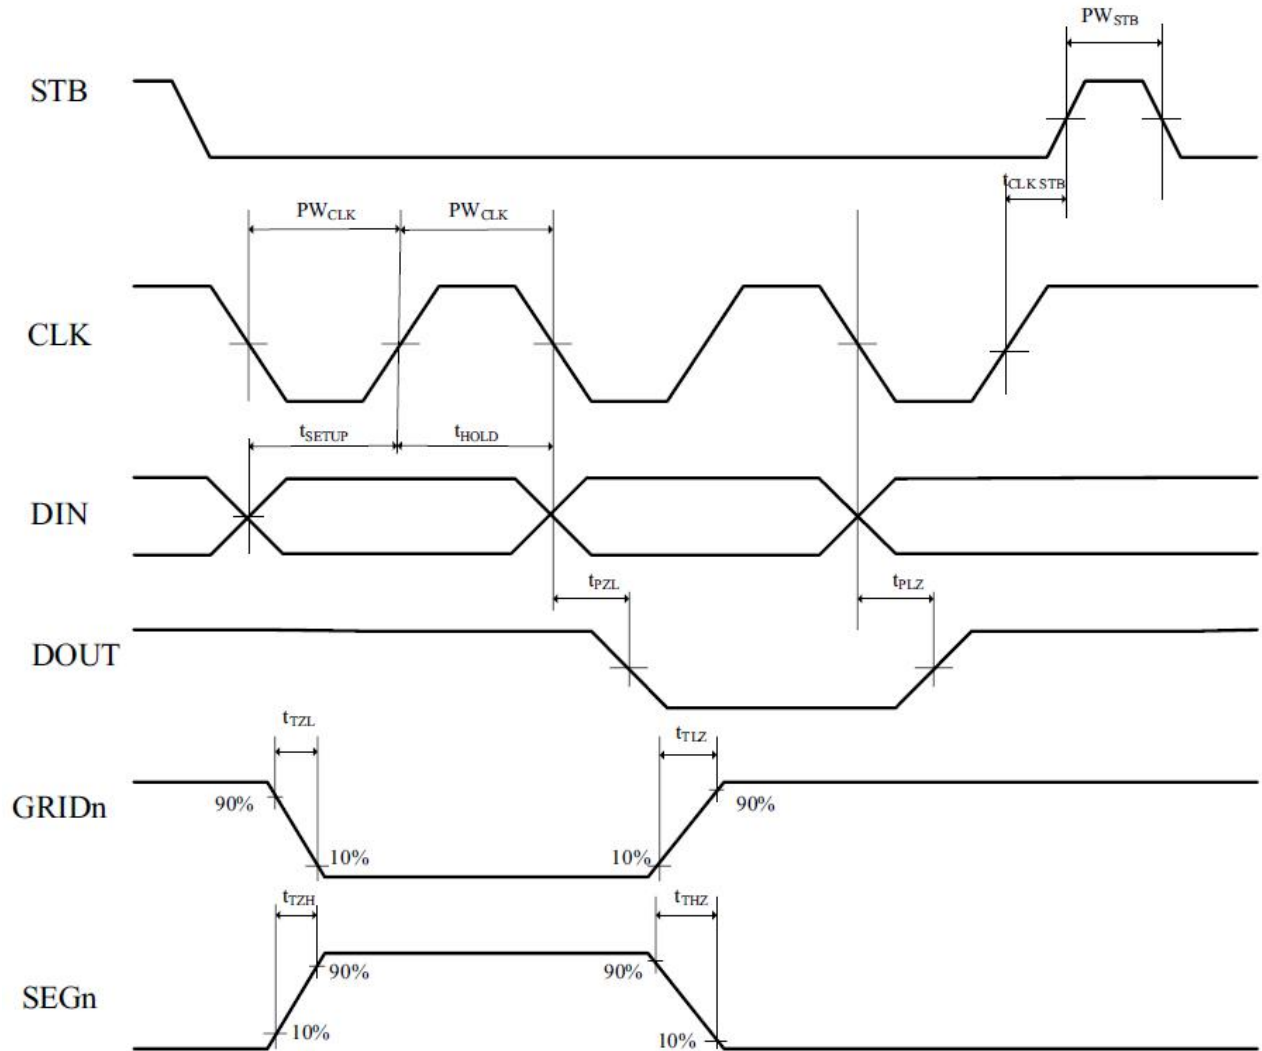 PW_STB
STB
t_CLK STB
PW_CLK PW_CLK
CLK
t_SETUP t_HOLD
DIN
t_PZL t_PLZ
DOUT
t_TZL t_TLZ
GRIDn
90% 90%
10% 10%
t_TZH t_THZ
90% 90%
SEGn
10% 10%